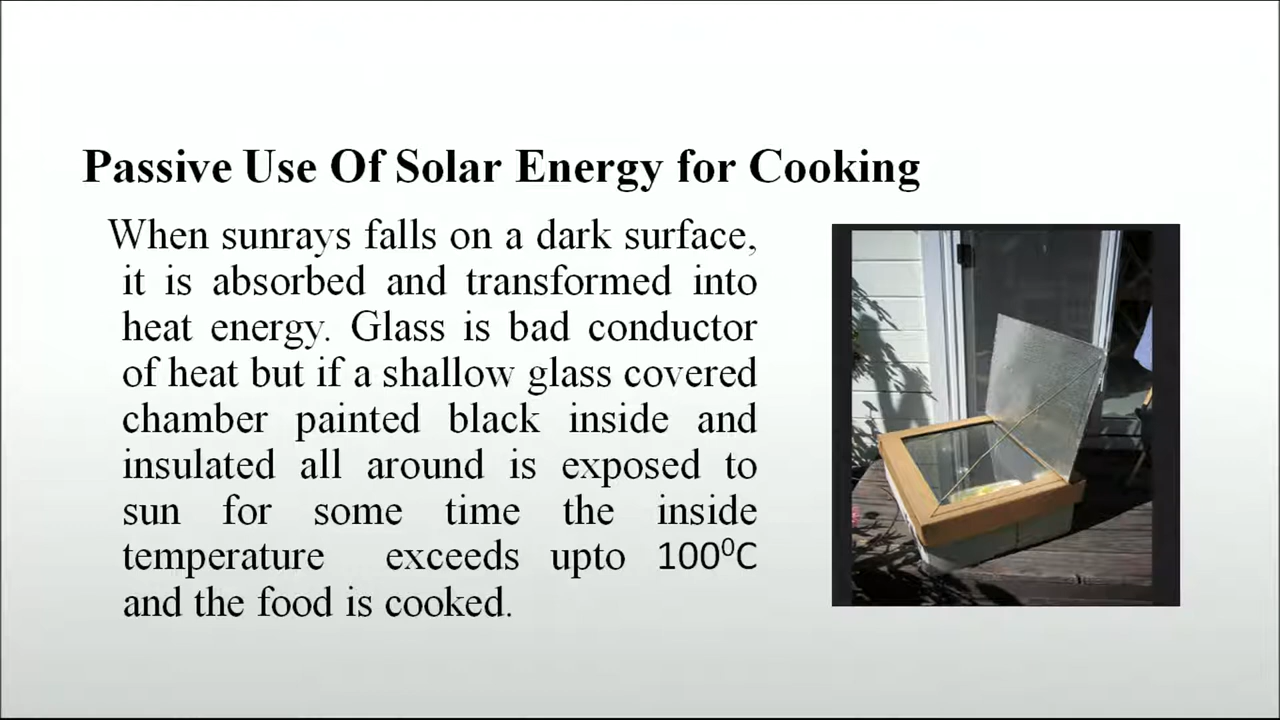 Passive Use Of Solar Energy for Cooking
When sunrays falls on a dark surface,
it is absorbed and transformed into
heat energy. Glass is bad conductor
of heat but if a shallow glass covered
chamber painted black inside and
insulated all around is exposed to
sun for some time the inside
temperature exceeds upto 100⁰C
and the food is cooked.